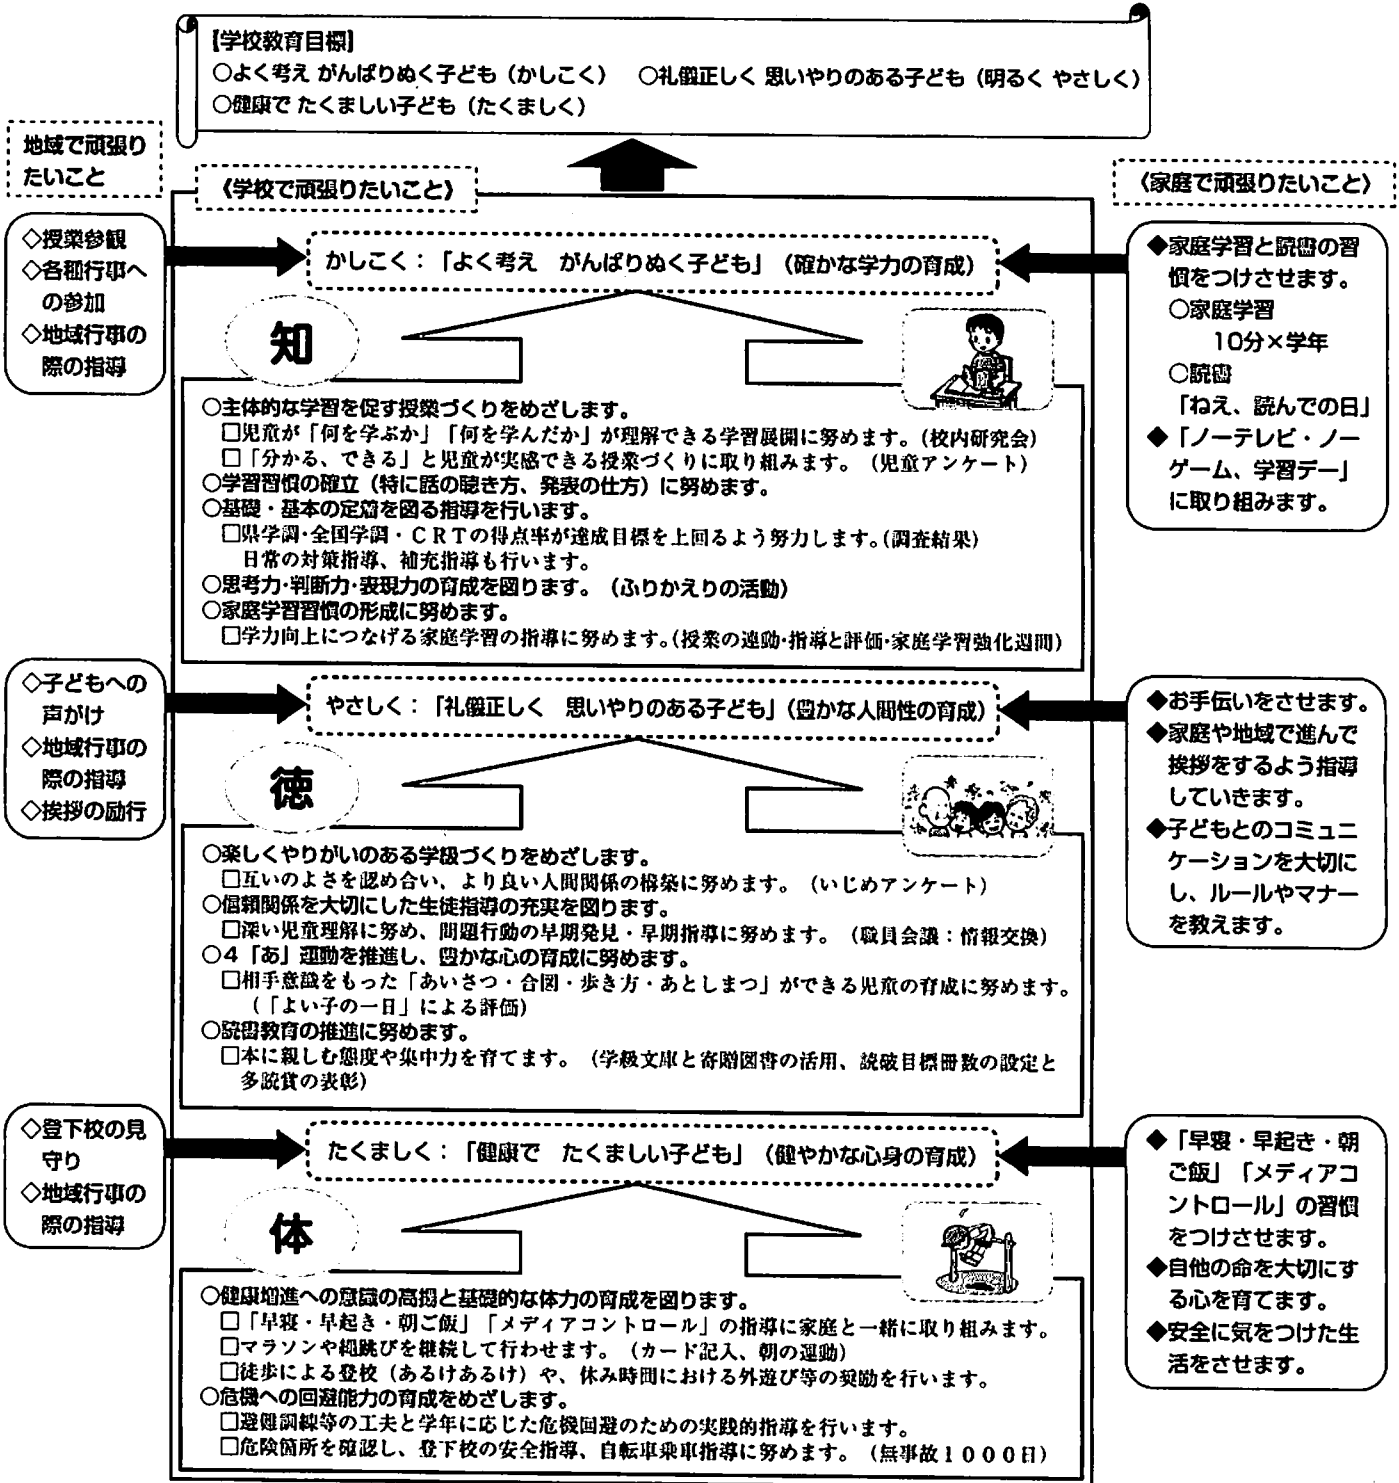 【学校教育目標】
○よく考え がんばりぬく子ども（かしこく）　○礼儀正しく 思いやりのある子ども（明るく やさしく）
○健康で たくましい子ども（たくましく）
地域で頑張り
たいこと
〈学校で頑張りたいこと〉
〈家庭で頑張りたいこと〉
◇授業参観
◇各種行事へ
の参加
◇地域行事の
際の指導
かしこく：「よく考え　がんばりぬく子ども」（確かな学力の育成）
知
○主体的な学習を促す授業づくりをめざします。
□児童が「何を学ぶか」「何を学んだか」が理解できる学習展開に努めます。（校内研究会）
□「分かる、できる」と児童が実感できる授業づくりに取り組みます。（児童アンケート）
○学習習慣の確立（特に話の聴き方、発表の仕方）に努めます。
○基礎・基本の定着を図る指導を行います。
□県学調・全国学調・ＣＲＴの得点率が達成目標を上回るよう努力します。（調査結果）
日常の対策指導、補充指導も行います。
○思考力・判断力・表現力の育成を図ります。（ふりかえりの活動）
○家庭学習習慣の形成に努めます。
□学力向上につなげる家庭学習の指導に努めます。（授業の連動・指導と評価・家庭学習強化週間）
◆家庭学習と読書の習
慣をつけさせます。
○家庭学習
10分×学年
○読書
「ねえ、読んでの日」
◆「ノーテレビ・ノー
ゲーム、学習デー」
に取り組みます。
◇子どもへの
声がけ
◇地域行事の
際の指導
◇挨拶の励行
やさしく：「礼儀正しく　思いやりのある子ども」（豊かな人間性の育成）
徳
○楽しくやりがいのある学級づくりをめざします。
□互いのよさを認め合い、より良い人間関係の構築に努めます。（いじめアンケート）
○信頼関係を大切にした生徒指導の充実を図ります。
□深い児童理解に努め、問題行動の早期発見・早期指導に努めます。（職員会議：情報交換）
○４「あ」運動を推進し、豊かな心の育成に努めます。
□相手意識をもった「あいさつ・合図・歩き方・あとしまつ」ができる児童の育成に努めます。
（「よい子の一日」による評価）
○読書教育の推進に努めます。
□本に親しむ態度や集中力を育てます。（学級文庫と寄贈図書の活用、読破目標冊数の設定と
多読賞の表彰）
◆お手伝いをさせます。
◆家庭や地域で進んで
挨拶をするよう指導
していきます。
◆子どもとのコミュニ
ケーションを大切に
し、ルールやマナー
を教えます。
◇登下校の見
守り
◇地域行事の
際の指導
たくましく：「健康で　たくましい子ども」（健やかな心身の育成）
体
○健康増進への意識の高揚と基礎的な体力の育成を図ります。
□「早寝・早起き・朝ご飯」「メディアコントロール」の指導に家庭と一緒に取り組みます。
□マラソンや縄跳びを継続して行わせます。（カード記入、朝の運動）
□徒歩による登校（あるけあるけ）や、休み時間における外遊び等の奨励を行います。
○危機への回避能力の育成をめざします。
□避難訓練等の工夫と学年に応じた危機回避のための実践的指導を行います。
□危険箇所を確認し、登下校の安全指導、自転車乗車指導に努めます。（無事故１０００日）
◆「早寝・早起き・朝
ご飯」「メディアコ
ントロール」の習慣
をつけさせます。
◆自他の命を大切にす
る心を育てます。
◆安全に気をつけた生
活をさせます。